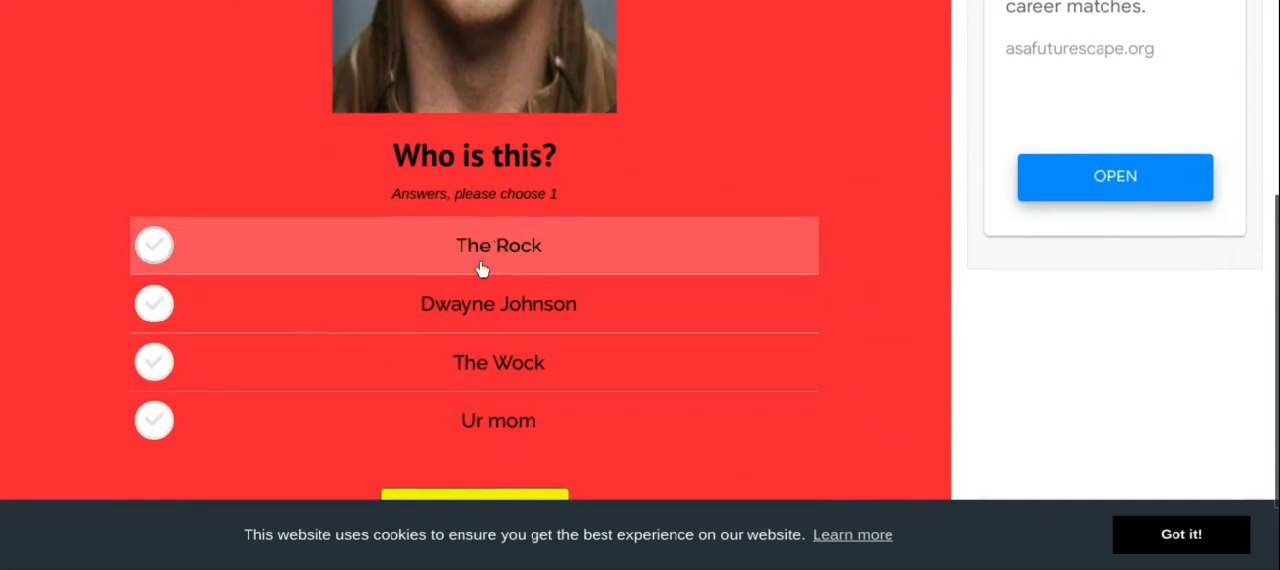 career matches.
asafuturescape.org
OPEN
Who is this?
Answers, please choose 1
The Rock
Dwayne Johnson
The Wock
Ur mom
This website uses cookies to ensure you get the best experience on our website. Learn more
Got it!